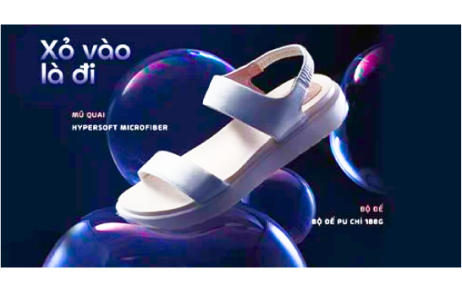 Xỏ vào
là đi
MŨ QUAI
HYPERSOFT MICROFIBER
BỘ ĐẾ
BỘ ĐẾ PU CHỈ 188G